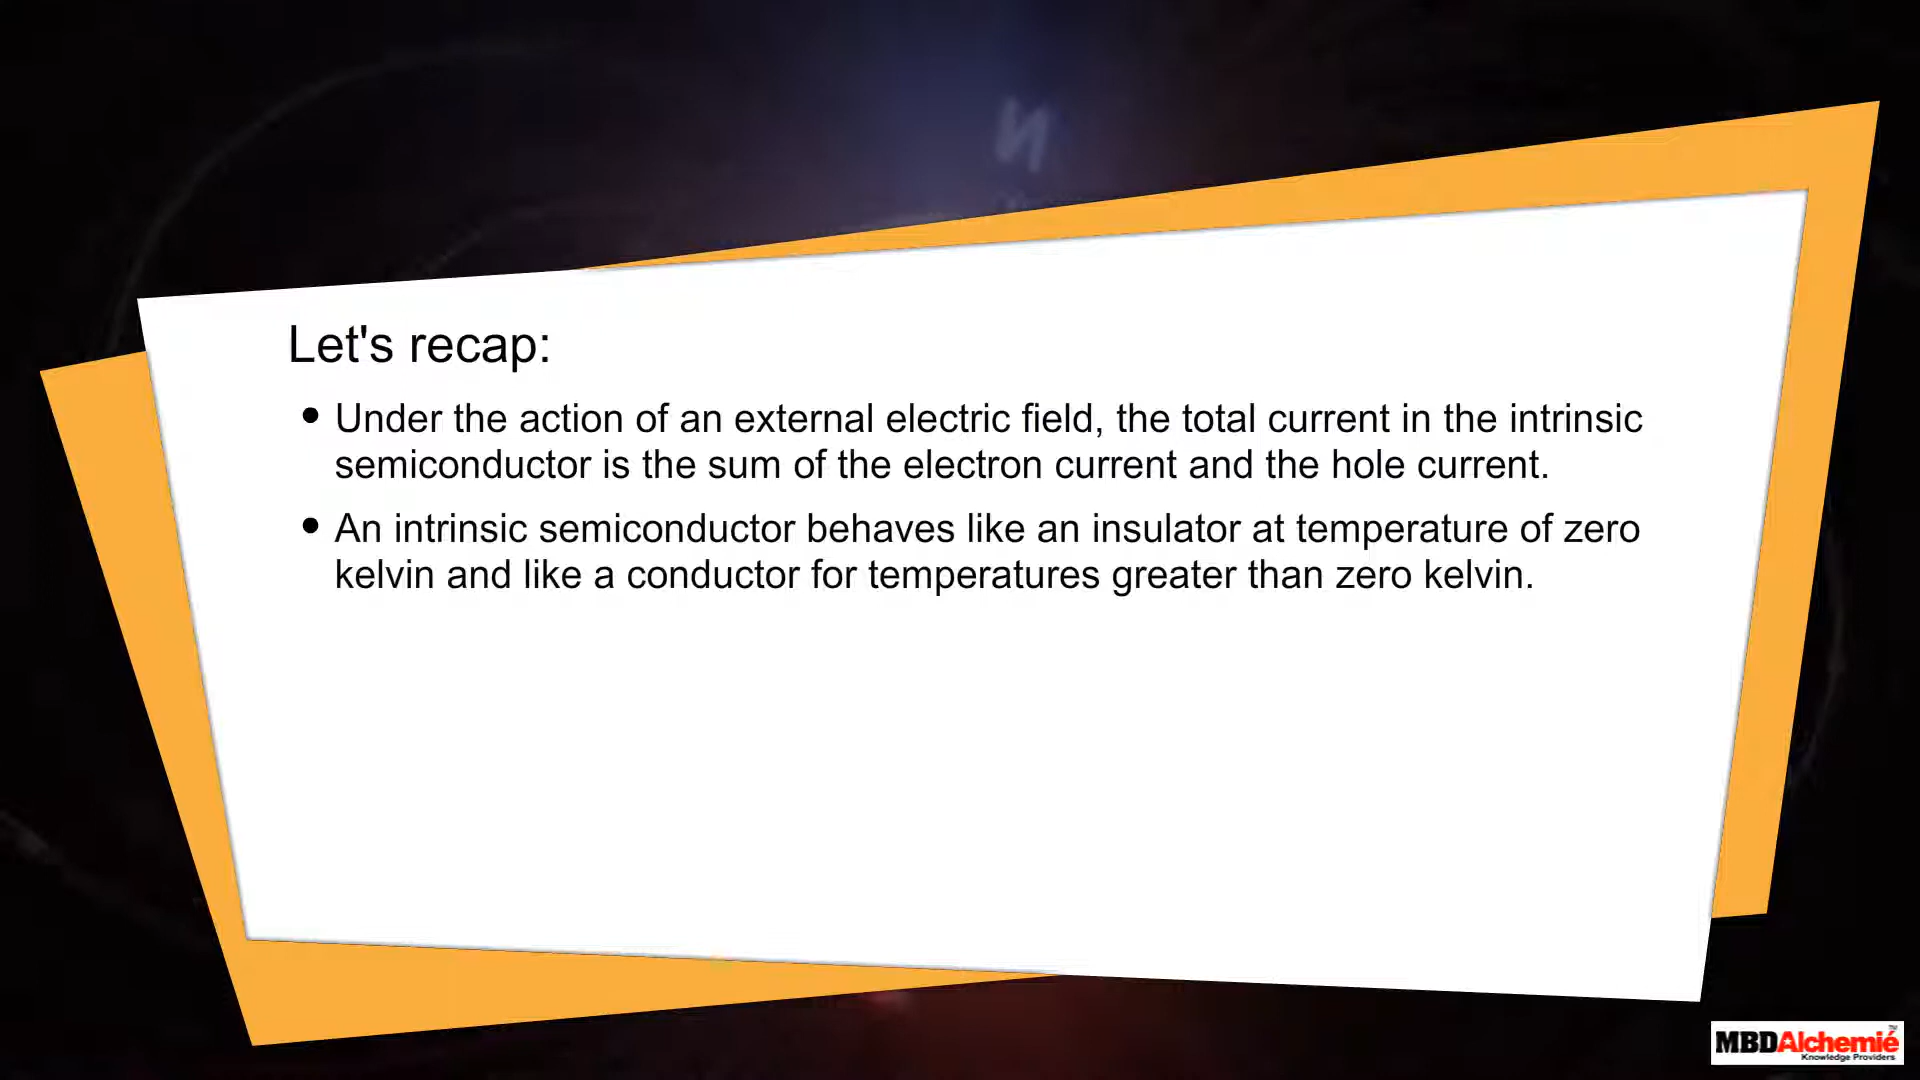 N
Let's recap:
• Under the action of an external electric field, the total current in the intrinsic
semiconductor is the sum of the electron current and the hole current.
• An intrinsic semiconductor behaves like an insulator at temperature of zero
kelvin and like a conductor for temperatures greater than zero kelvin.
MBDAlchemié™
Knowledge Providers